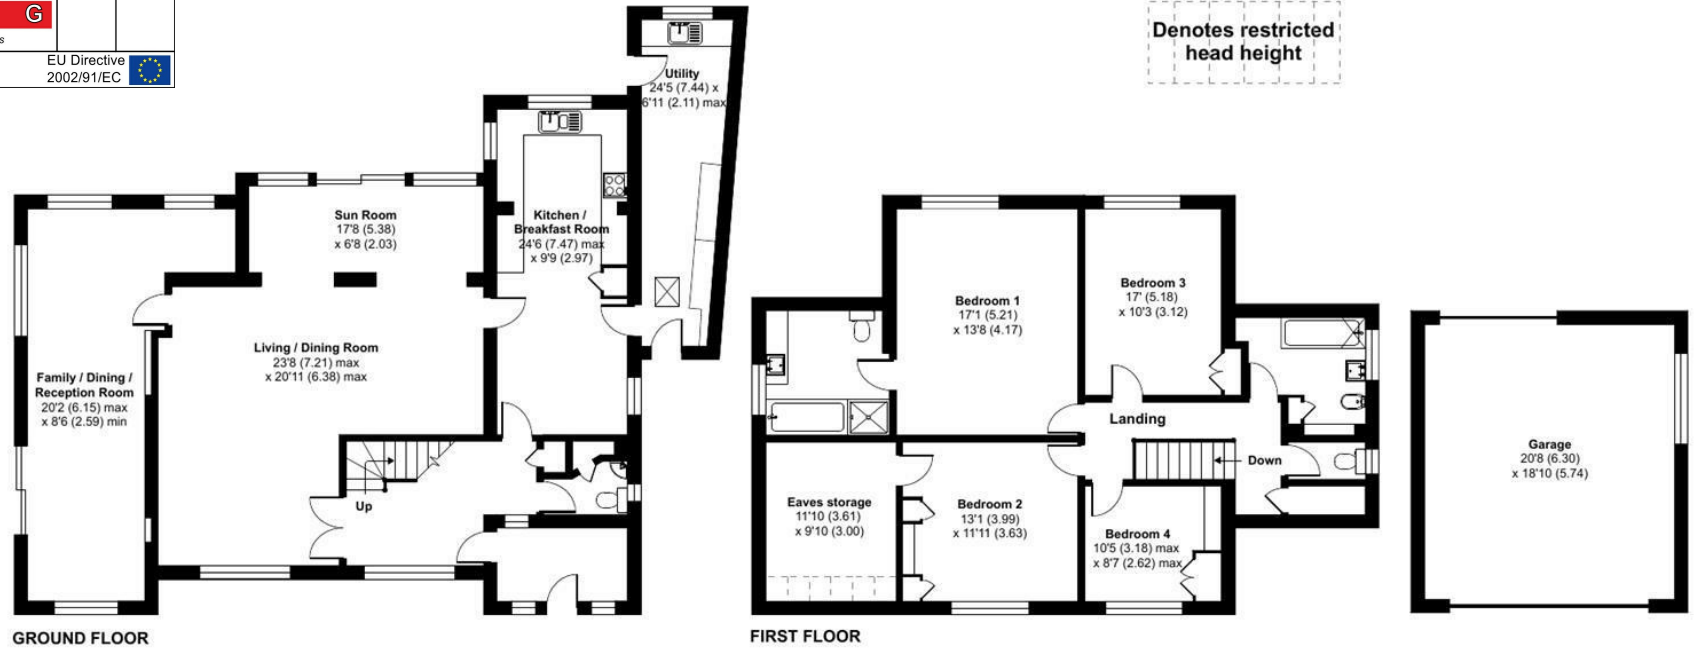 G
s
EU Directive
2002/91/EC
Denotes restricted
head height
Utility
24'5 (7.44) x
6'11 (2.11) max
Sun Room
17'8 (5.38)
x 6'8 (2.03)
Kitchen /
Breakfast Room
24'6 (7.47) max
x 9'9 (2.97)
Living / Dining Room
23'8 (7.21) max
x 20'11 (6.38) max
Family / Dining /
Reception Room
20'2 (6.15) max
x 8'6 (2.59) min
Up
GROUND FLOOR
Bedroom 1
17'1 (5.21)
x 13'8 (4.17)
Bedroom 3
17' (5.18)
x 10'3 (3.12)
Landing
Down
Eaves storage
11'10 (3.61)
x 9'10 (3.00)
Bedroom 2
13'1 (3.99)
x 11'11 (3.63)
Bedroom 4
10'5 (3.18) max
x 8'7 (2.62) max
FIRST FLOOR
Garage
20'8 (6.30)
x 18'10 (5.74)